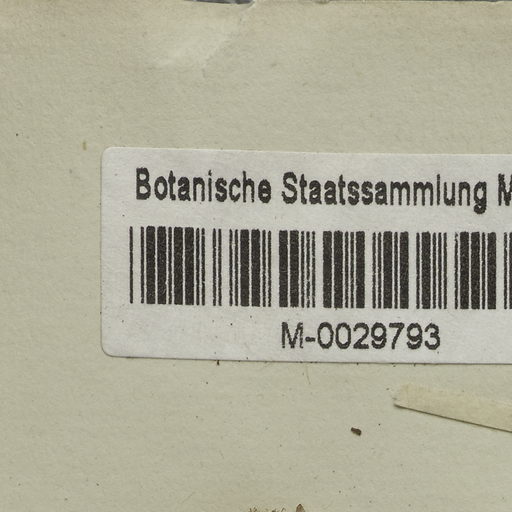 Botanische Staatssammlung M
M-0029793